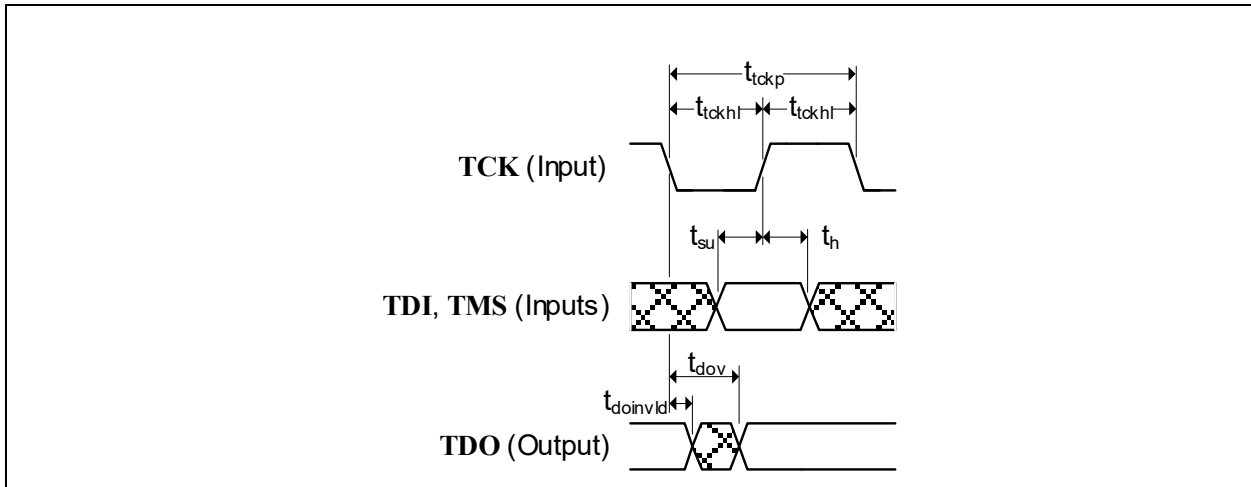 t_tckp
t_tckhl t_tckhl
TCK (Input)
t_su t_h
TDI, TMS (Inputs)
t_dov
t_doinvld
TDO (Output)